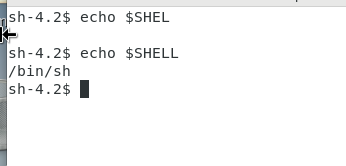 sh-4.2$ echo $SHEL

sh-4.2$ echo $SHELL
/bin/sh
sh-4.2$